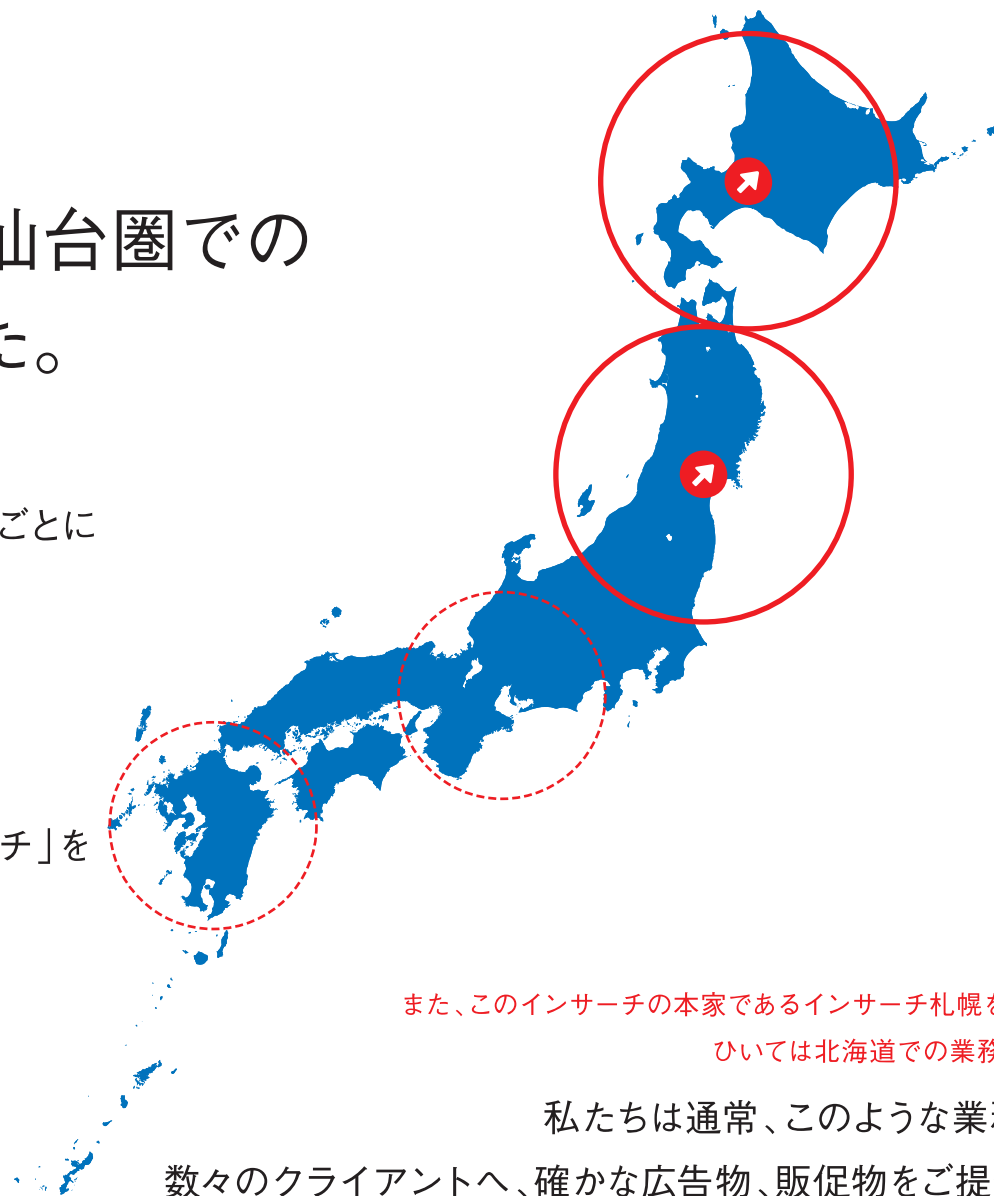 仙台圏での
た。
ごとに
チ」を
また、このインサーチの本家であるインサーチ札幌を
ひいては北海道での業務
私たちは通常、このような業務
数々のクライアントへ、確かな広告物、販促物をご提